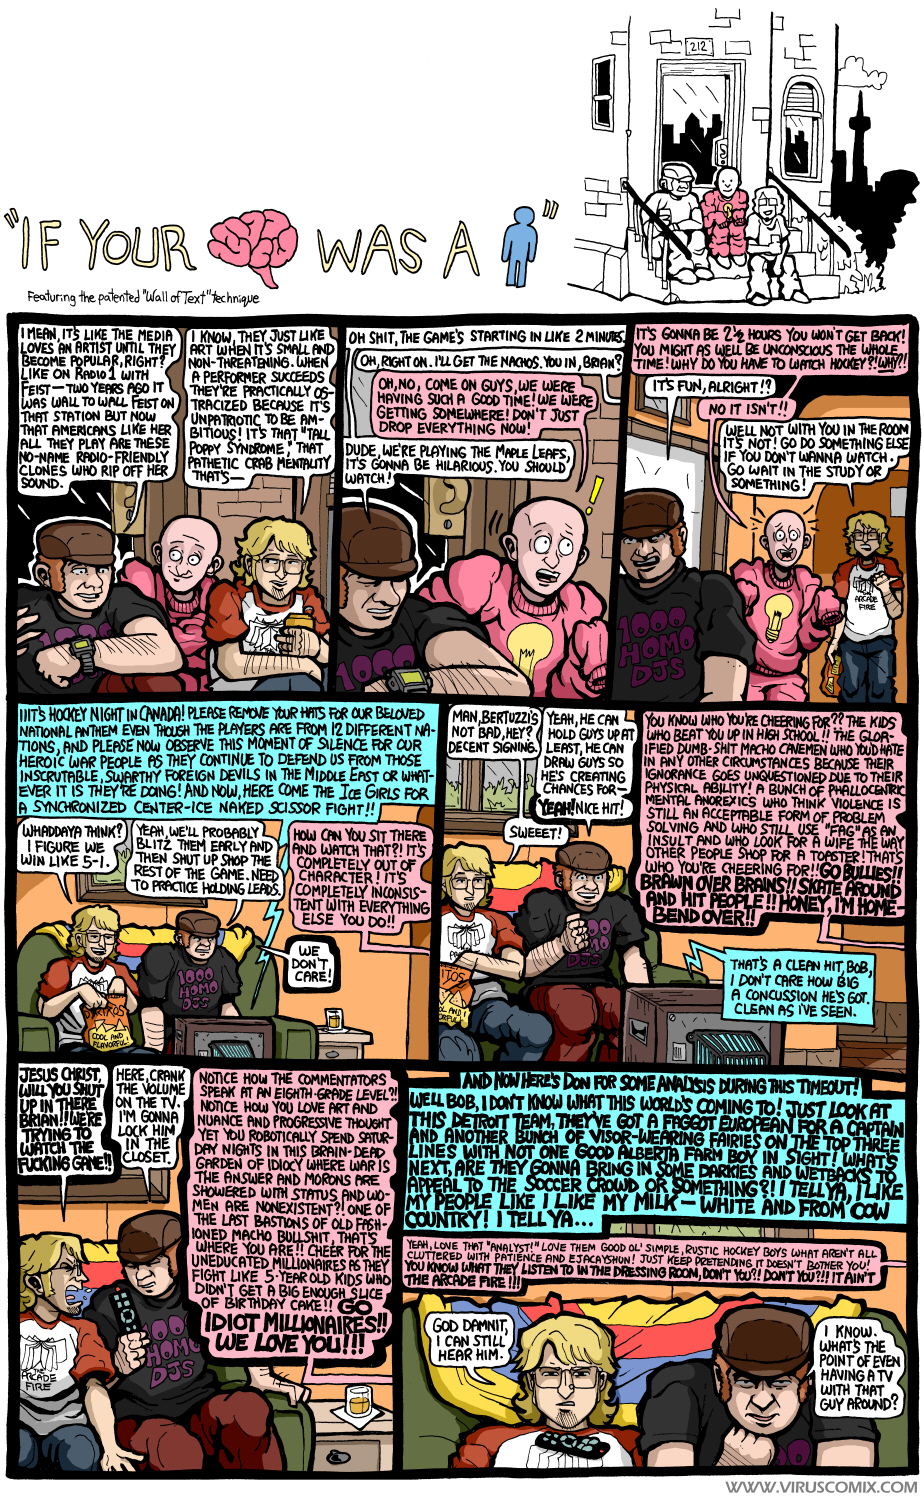 212
"IF YOUR WAS A "
Featuring the patented "Wall of Text" technique
I MEAN, IT'S LIKE THE MEDIA
LOVES AN ARTIST UNTIL THEY
BECOME POPULAR, RIGHT?
LIKE ON RADIO 1 WITH
FEIST — TWO YEARS AGO IT
WAS WALL TO WALL FEIST ON
THAT STATION BUT NOW
THAT AMERICANS LIKE HER
ALL THEY PLAY ARE THESE
NO-NAME RADIO-FRIENDLY
CLONES WHO RIP OFF HER
SOUND.
I KNOW, THEY JUST LIKE
ART WHEN IT'S SMALL AND
NON-THREATENING. WHEN
A PERFORMER SUCCEEDS
THEY'RE PRACTICALLY OS-
TRACIZED BECAUSE IT'S
UNPATRIOTIC TO BE AM-
BITIOUS! IT'S THAT "TALL
POPPY SYNDROME," THAT
PATHETIC CRAB MENTALITY
THAT'S—
1000
OH SHIT, THE GAME'S STARTING IN LIKE 2 MINUTES.
OH, RIGHT ON. I'LL GET THE NACHOS. YOU IN, BRIAN?
OH, NO, COME ON GUYS, WE WERE
HAVING SUCH A GOOD TIME! WE WERE
GETTING SOMEWHERE! DON'T JUST
DROP EVERYTHING NOW!
DUDE, WE'RE PLAYING THE MAPLE LEAFS,
IT'S GONNA BE HILARIOUS. YOU SHOULD
WATCH!
!
1000
IT'S GONNA BE 2 ½ HOURS YOU WON'T GET BACK!
YOU MIGHT AS WELL BE UNCONSCIOUS THE WHOLE
TIME! WHY DO YOU HAVE TO WATCH HOCKEY?! WHY?!
IT'S FUN, ALRIGHT!?
NO IT ISN'T!!
WELL NOT WITH YOU IN THE ROOM
IT'S NOT! GO DO SOMETHING ELSE
IF YOU DON'T WANNA WATCH.
GO WAIT IN THE STUDY OR
SOMETHING!
1000
HOMO
DJS
ARCADE
FIRE
IIIT'S HOCKEY NIGHT IN CANADA! PLEASE REMOVE YOUR HATS FOR OUR BELOVED
NATIONAL ANTHEM EVEN THOUGH THE PLAYERS ARE FROM 12 DIFFERENT NA-
TIONS, AND PLEASE NOW OBSERVE THIS MOMENT OF SILENCE FOR OUR
HEROIC WAR PEOPLE AS THEY CONTINUE TO DEFEND US FROM THOSE
INSCRUTABLE, SWARTHY FOREIGN DEVILS IN THE MIDDLE EAST OR WHAT-
EVER IT IS THEY'RE DOING! AND NOW, HERE COME THE ICE GIRLS FOR
A SYNCHRONIZED CENTER-ICE NAKED SCISSOR FIGHT!!
WHADDAYA THINK?
I FIGURE WE
WIN LIKE 5-1.
YEAH, WE'LL PROBABLY
BLITZ THEM EARLY AND
THEN SHUT UP SHOP THE
REST OF THE GAME. NEED
TO PRACTICE HOLDING LEADS.
HOW CAN YOU SIT THERE
AND WATCH THAT?! IT'S
COMPLETELY OUT OF
CHARACTER! IT'S
COMPLETELY INCONSIS-
TENT WITH EVERYTHING
ELSE YOU DO!!
WE
DON'T
CARE!
1000
HOMO
DJS
COOL AND
FLAVORFUL
MAN, BERTUZZI'S
NOT BAD, HEY?
DECENT SIGNING.
YEAH, HE CAN
HOLD GUYS UP AT
LEAST, HE CAN
DRAW GUYS SO
HE'S CREATING
CHANCES FOR—
YEAH! NICE HIT!
SWEEET!
YOU KNOW WHO YOU'RE CHEERING FOR?? THE KIDS
WHO BEAT YOU UP IN HIGH SCHOOL!! THE GLOR-
IFIED DUMB-SHIT MACHO CAVEMEN WHO YOU'D HATE
IN ANY OTHER CIRCUMSTANCES BECAUSE THEIR
IGNORANCE GOES UNQUESTIONED DUE TO THEIR
PHYSICAL ABILITY! A BUNCH OF PHALLOCENTRIC
MENTAL ANOREXICS WHO THINK VIOLENCE IS
STILL AN ACCEPTABLE FORM OF PROBLEM
SOLVING AND WHO STILL USE "FAG" AS AN
INSULT AND WHO LOOK FOR A WIFE THE WAY
OTHER PEOPLE SHOP FOR A TOASTER! THAT'S
WHO YOU'RE CHEERING FOR!! GO BULLIES!!
BRAWN OVER BRAINS!! SKATE AROUND
AND HIT PEOPLE!! HONEY, I'M HOME-
BEND OVER!!
THAT'S A CLEAN HIT, BOB,
I DON'T CARE HOW BIG
A CONCUSSION HE'S GOT.
CLEAN AS I'VE SEEN.
HOMO
DJS
JESUS CHRIST,
WILL YOU SHUT
UP IN THERE
BRIAN!! WE'RE
TRYING TO
WATCH THE
FUCKING GAME!!
HERE, CRANK
THE VOLUME
ON THE TV.
I'M GONNA
LOCK HIM
IN THE
CLOSET.
NOTICE HOW THE COMMENTATORS
SPEAK AT AN EIGHTH-GRADE LEVEL?!
NOTICE HOW YOU LOVE ART AND
NUANCE AND PROGRESSIVE THOUGHT
YET YOU ROBOTICALLY SPEND SATUR-
DAY NIGHTS IN THIS BRAIN-DEAD
GARDEN OF IDIOCY WHERE WAR IS
THE ANSWER AND MORONS ARE
SHOWERED WITH STATUS, AND WO-
MEN ARE NONEXISTENT?! ONE OF
THE LAST BASTIONS OF OLD FASH-
IONED MACHO BULLSHIT, THAT'S
WHERE YOU ARE!! CHEER FOR THE
UNEDUCATED MILLIONAIRES AS THEY
FIGHT LIKE 5-YEAR OLD KIDS WHO
DIDN'T GET A BIG ENOUGH SLICE
OF BIRTHDAY CAKE!! GO
IDIOT MILLIONAIRES!!
WE LOVE YOU!!!
HOMO
DJS
ARCADE
FIRE
AND NOW HERE'S DON FOR SOME ANALYSIS DURING THIS TIMEOUT!
WELL BOB, I DON'T KNOW WHAT THIS WORLD'S COMING TO! JUST LOOK AT
THIS DETROIT TEAM, THEY'VE GOT A FAGGOT EUROPEAN FOR A CAPTAIN
AND ANOTHER BUNCH OF VISOR-WEARING FAIRIES ON THE TOP THREE
LINES WITH NOT ONE GOOD ALBERTA FARM BOY IN SIGHT! WHAT'S
NEXT, ARE THEY GONNA BRING IN SOME DARKIES AND WETBACKS TO
APPEAL TO THE SOCCER CROWD OR SOMETHING?! I TELL YA, I LIKE
MY PEOPLE LIKE I LIKE MY MILK — WHITE AND FROM COW
COUNTRY! I TELL YA...
YEAH, LOVE THAT "ANALYST!" LOVE THEM GOOD OL' SIMPLE, RUSTIC HOCKEY BOYS WHAT AREN'T ALL
CLUTTERED WITH PATIENCE AND EJACAYSHUN! JUST KEEP PRETENDING IT DOESN'T BOTHER YOU!
YOU KNOW WHAT THEY LISTEN TO IN THE DRESSING ROOM, DON'T YOU?! DON'T YOU?!! IT AIN'T
THE ARCADE FIRE!!!
GOD DAMNIT,
I CAN STILL
HEAR HIM.
I KNOW.
WHAT'S THE
POINT OF EVEN
HAVING A TV
WITH THAT
GUY AROUND?
WWW.VIRUSCOMIX.COM